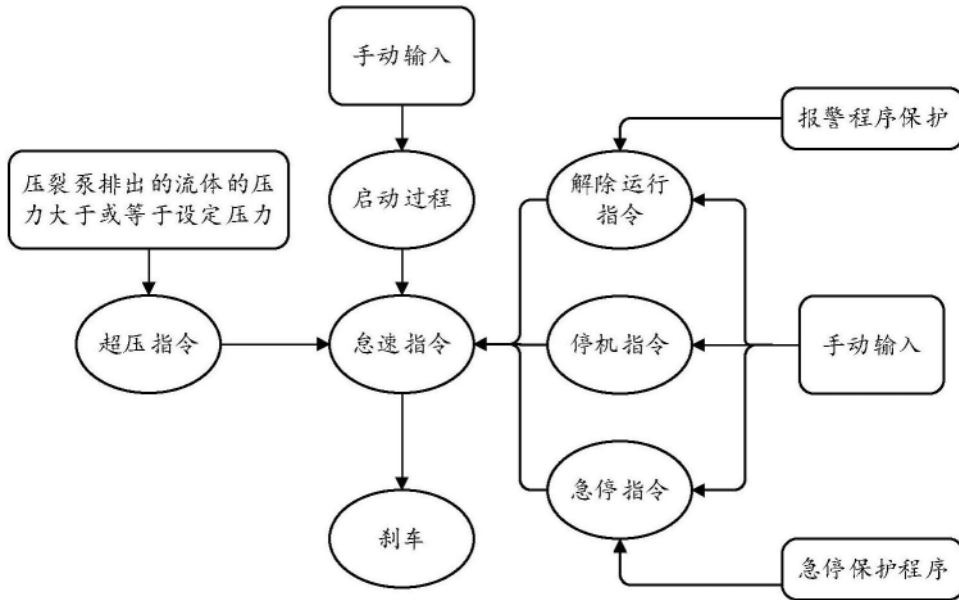 手动输入
报警程序保护
压裂泵排出的流体的压
力大于或等于设定压力
启动过程
解除运行
指令
超压指令
怠速指令
停机指令
手动输入
急停指令
刹车
急停保护程序